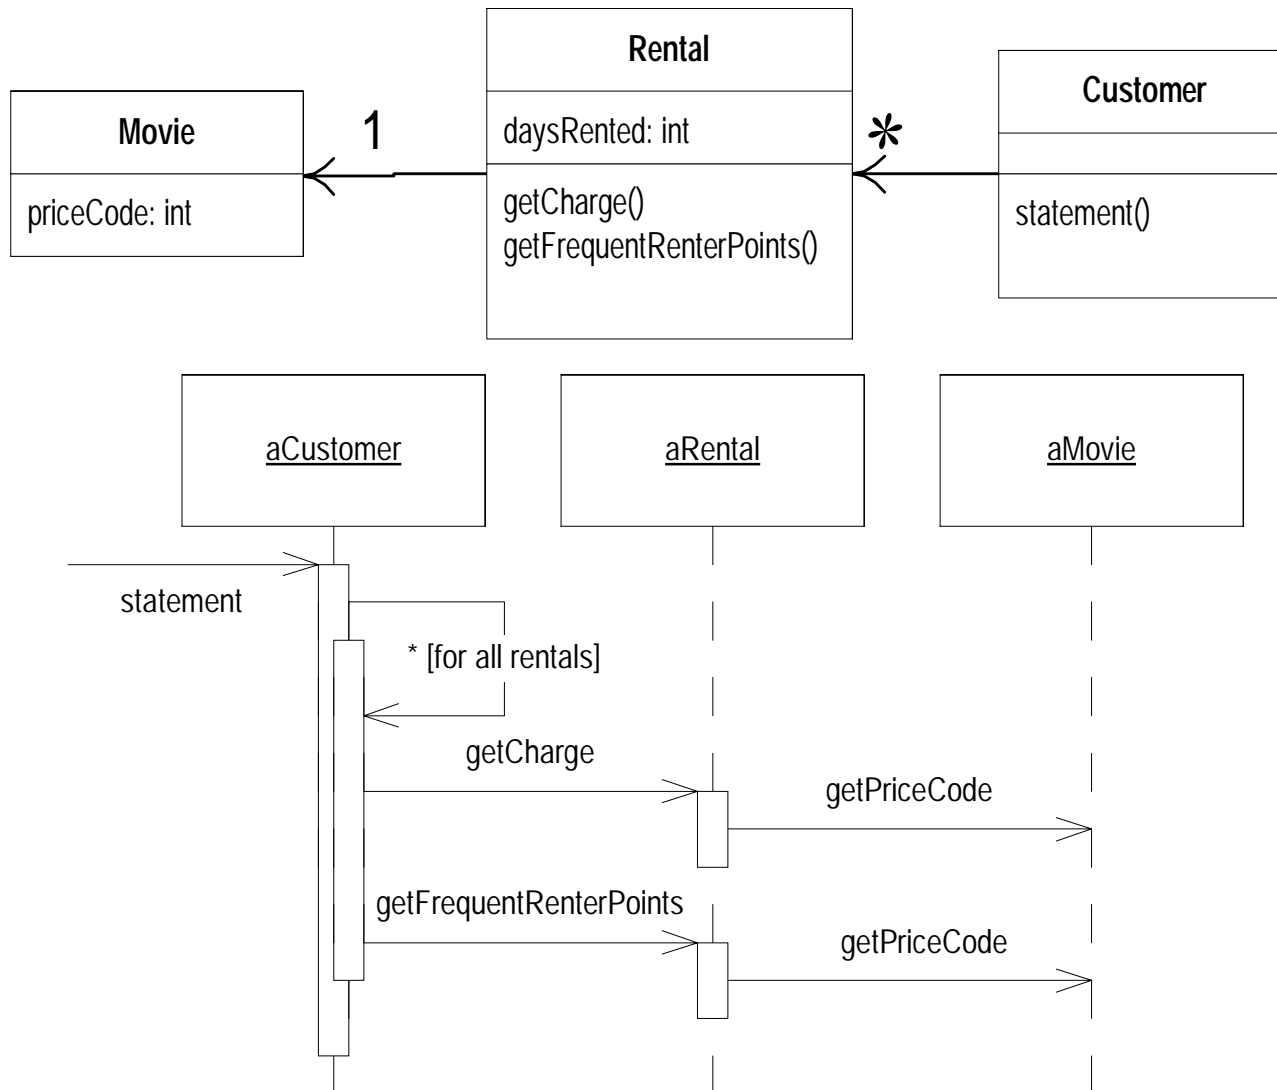 Rental
Customer
Movie
1
daysRented: int
*
priceCode: int
getCharge()
getFrequentRenterPoints()
statement()
aCustomer
aRental
aMovie
statement
* [for all rentals]
getCharge
getPriceCode
getFrequentRenterPoints
getPriceCode